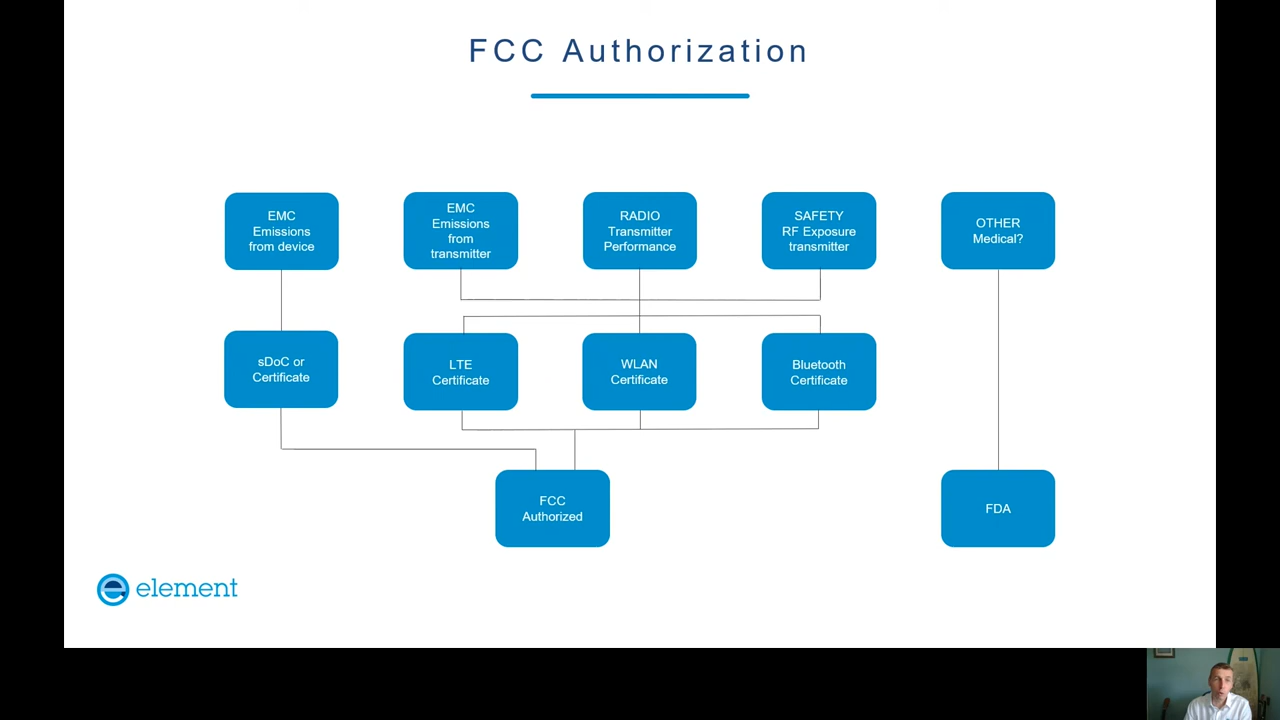 FCC Authorization
EMC
Emissions
from device
EMC
Emissions
from
transmitter
RADIO
Transmitter
Performance
SAFETY
RF Exposure
transmitter
OTHER
Medical?
sDoC or
Certificate
LTE
Certificate
WLAN
Certificate
Bluetooth
Certificate
FCC
Authorized
FDA
element